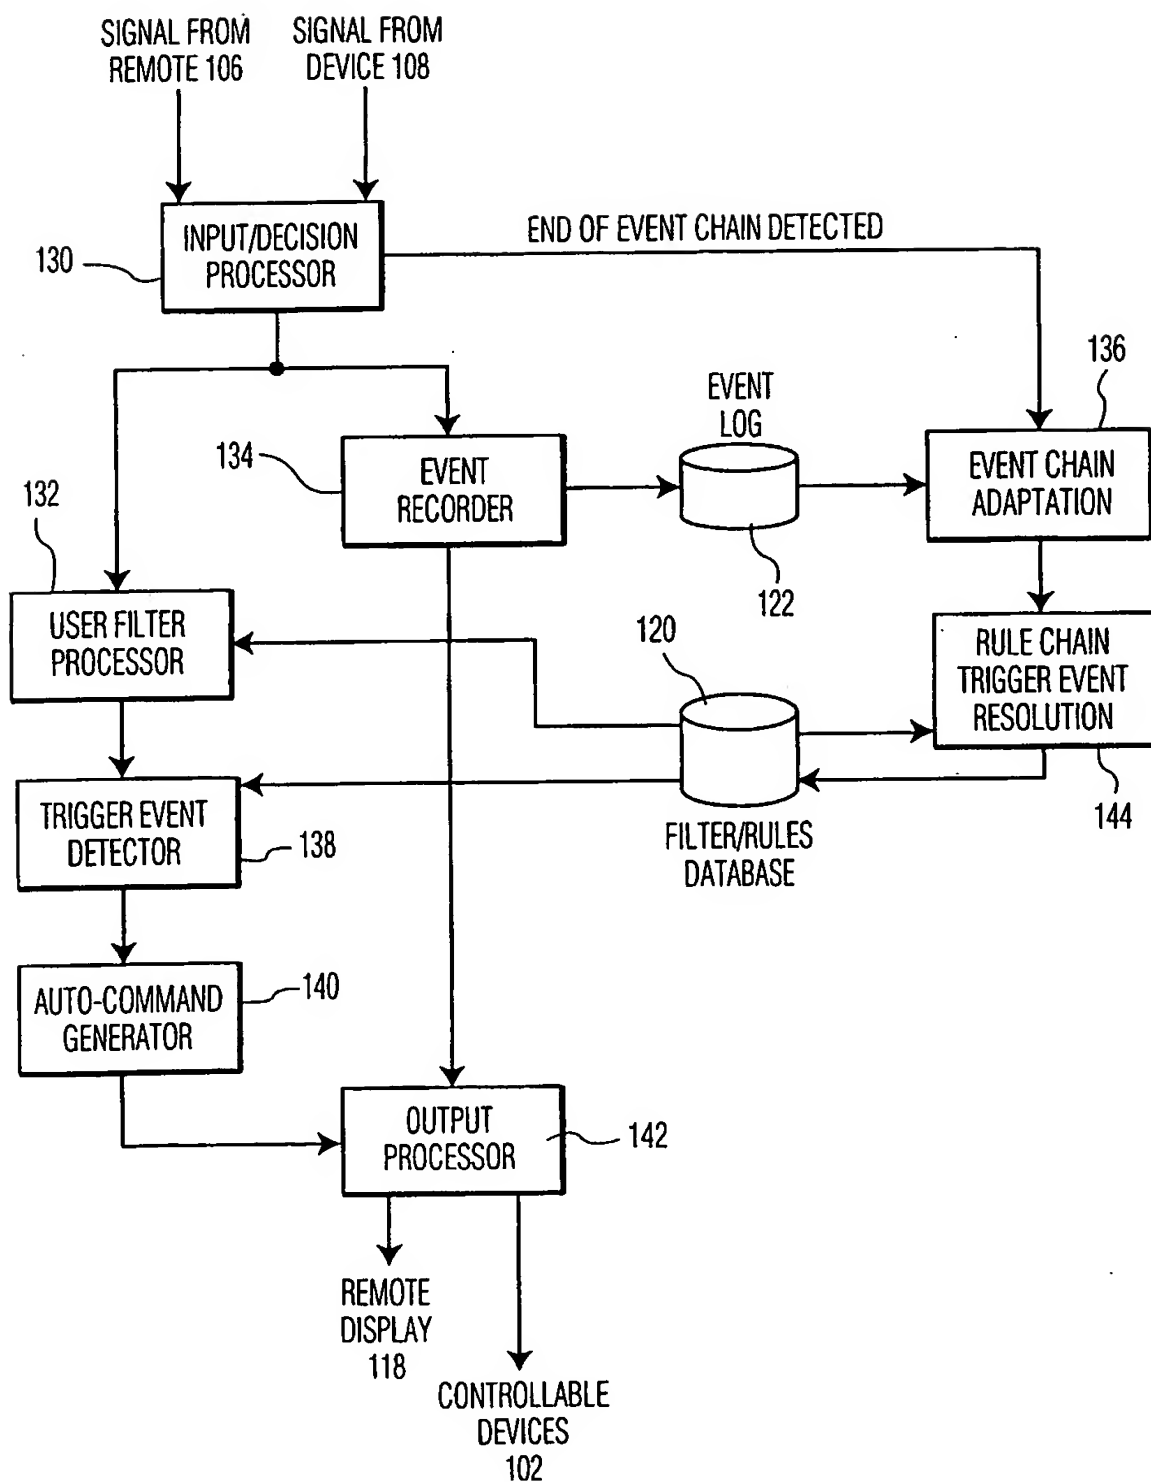 SIGNAL FROM
REMOTE 106
SIGNAL FROM
DEVICE 108
INPUT/DECISION
PROCESSOR
130
END OF EVENT CHAIN DETECTED
136
EVENT
LOG
134
EVENT
RECORDER
EVENT CHAIN
ADAPTATION
132
122
USER FILTER
PROCESSOR
120
RULE CHAIN
TRIGGER EVENT
RESOLUTION
TRIGGER EVENT
DETECTOR
138
144
FILTER/RULES
DATABASE
AUTO-COMMAND
GENERATOR
140
OUTPUT
PROCESSOR
142
REMOTE
DISPLAY
118
CONTROLLABLE
DEVICES
102